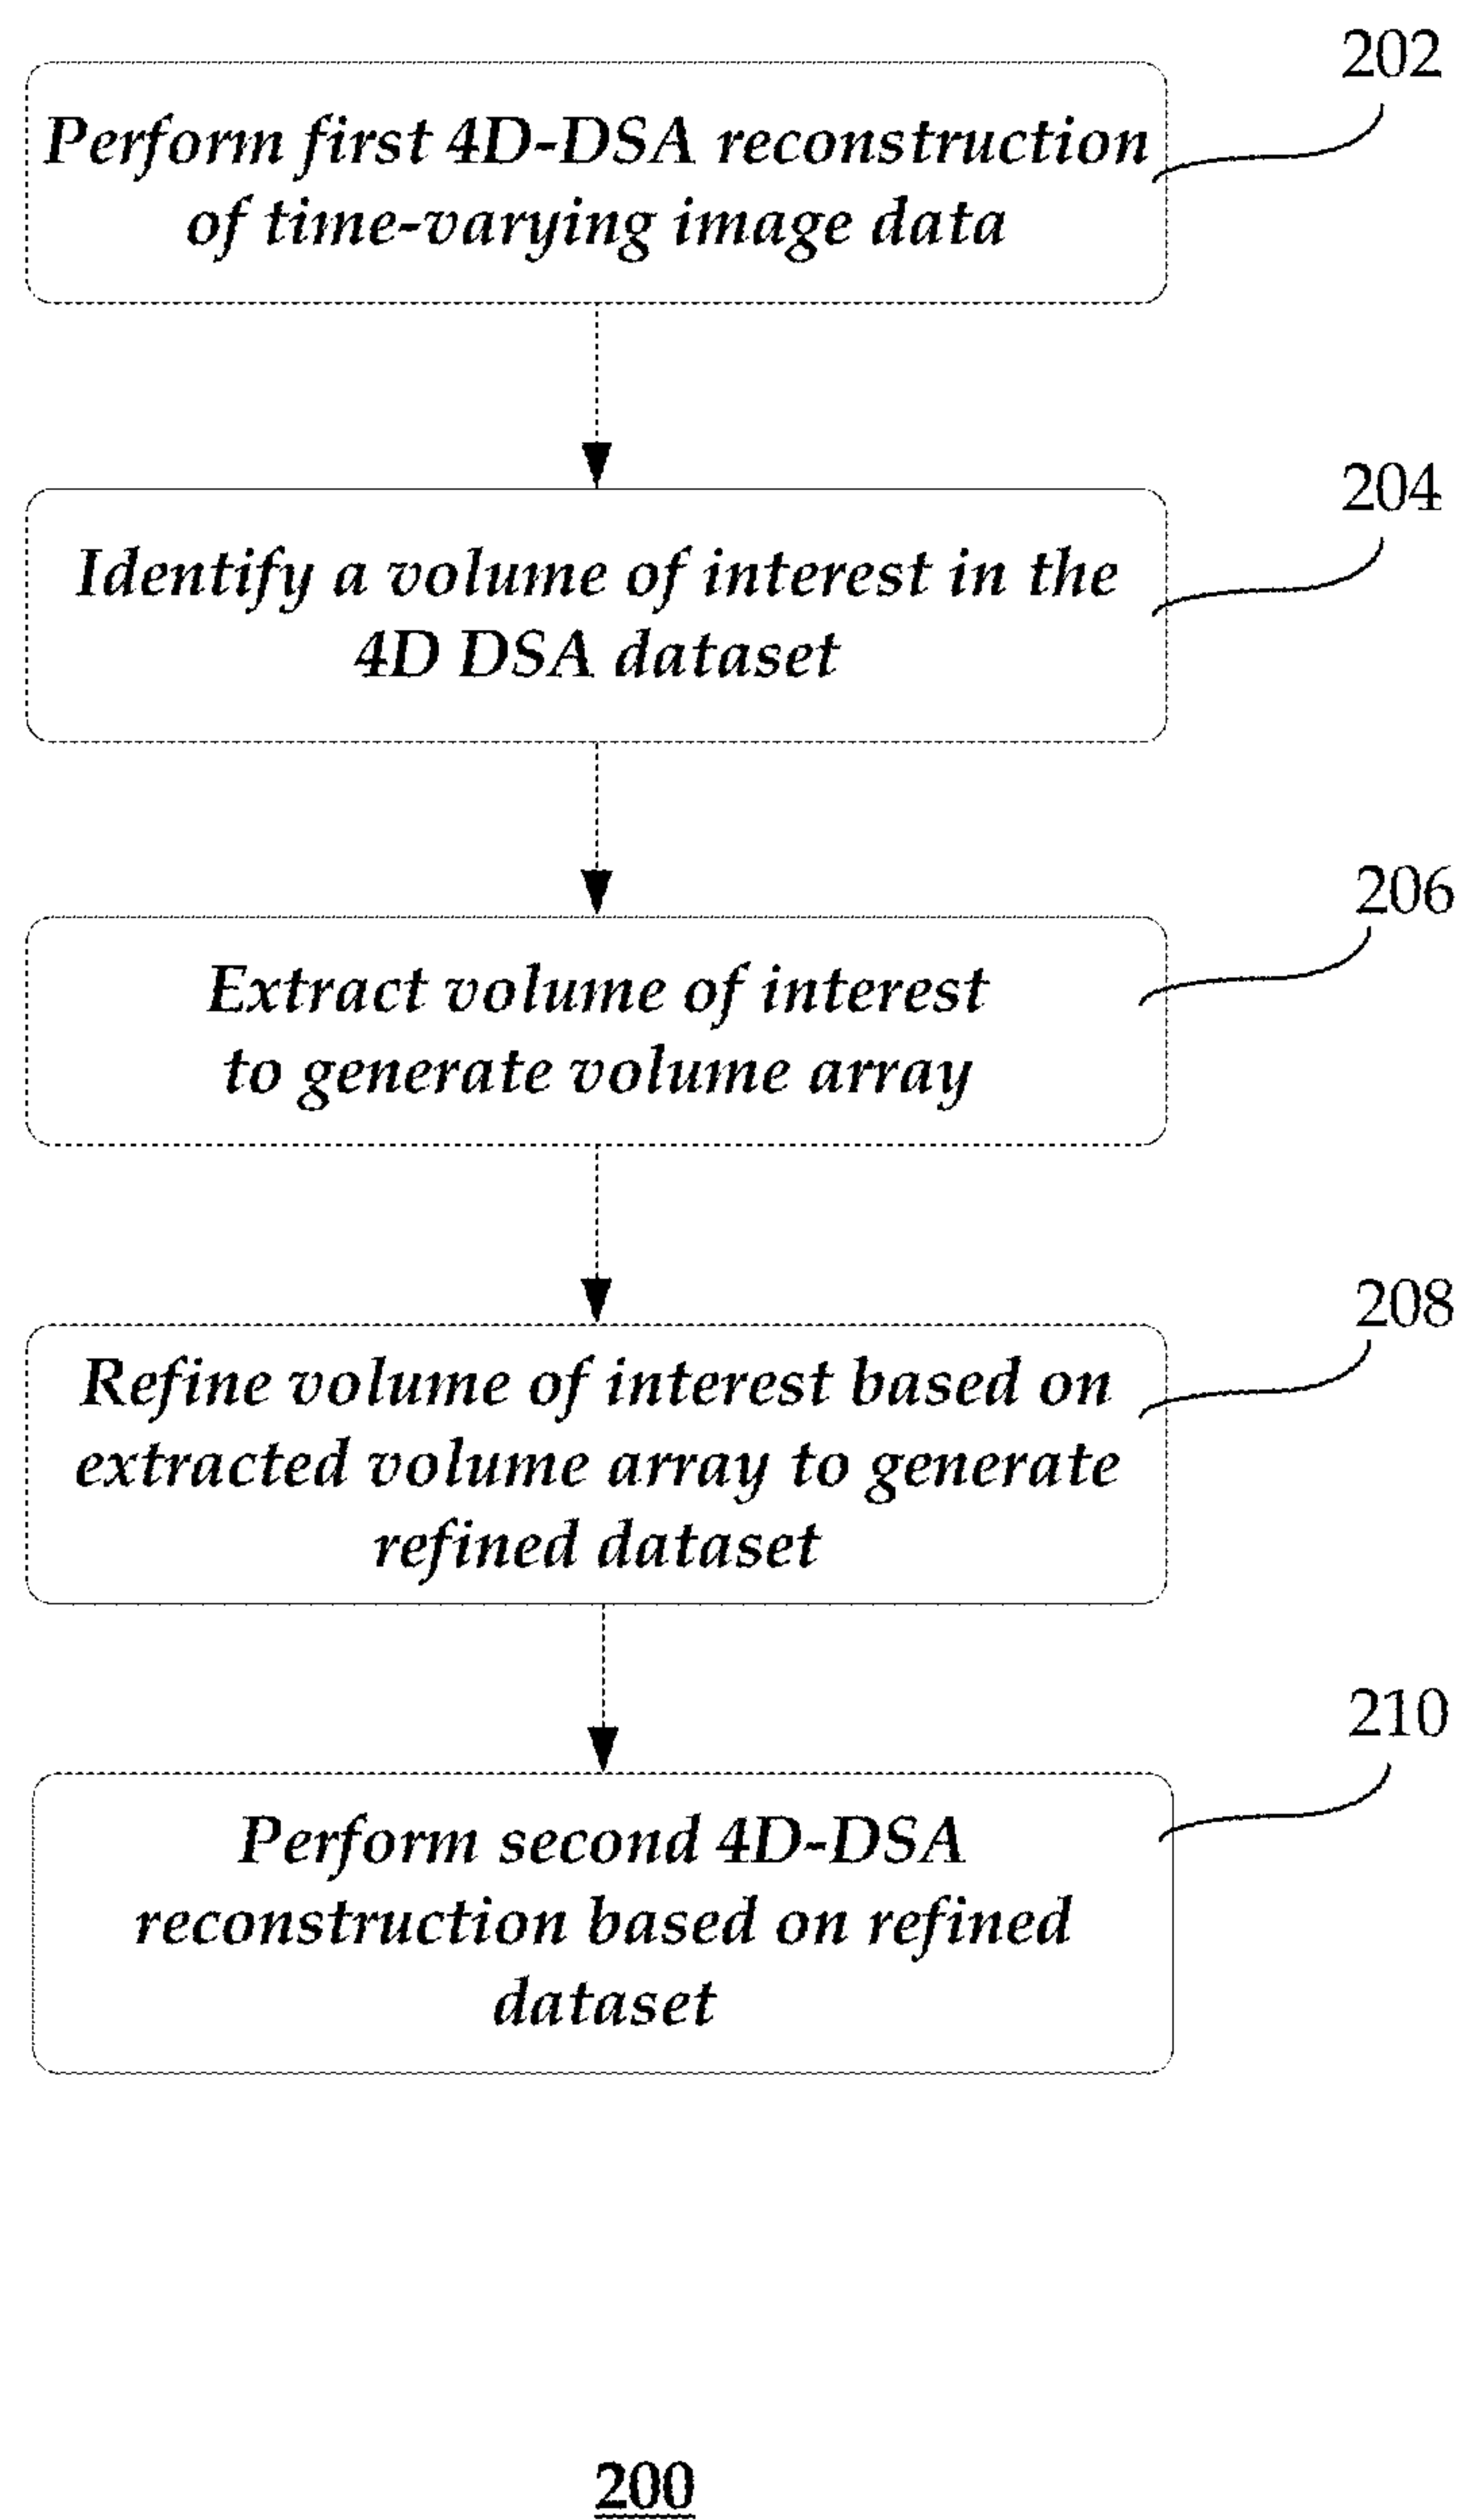 202
Perform first 4D-DSA reconstruction
of time-varying image data
204
Identify a volume of interest in the
4D DSA dataset
206
Extract volume of interest
to generate volume array
208
Refine volume of interest based on
extracted volume array to generate
refined dataset
210
Perform second 4D-DSA
reconstruction based on refined
dataset
200